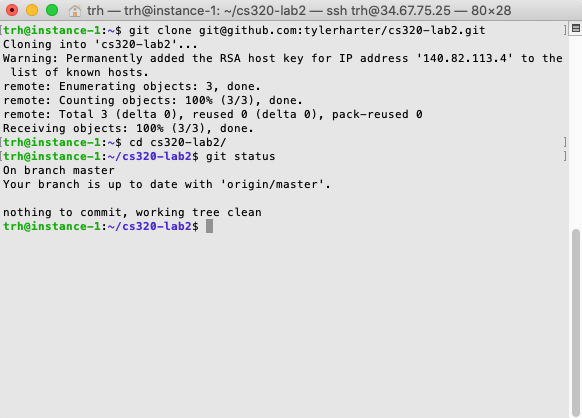 trh — trh@instance-1: ~/cs320-lab2 — ssh trh@34.67.75.25 — 80×28
[trh@instance-1:~$ git clone git@github.com:tylerharter/cs320-lab2.git ]
Cloning into 'cs320-lab2'...
Warning: Permanently added the RSA host key for IP address '140.82.113.4' to the
 list of known hosts.
remote: Enumerating objects: 3, done.
remote: Counting objects: 100% (3/3), done.
remote: Total 3 (delta 0), reused 0 (delta 0), pack-reused 0
Receiving objects: 100% (3/3), done.
[trh@instance-1:~$ cd cs320-lab2/ ]
[trh@instance-1:~/cs320-lab2$ git status ]
On branch master
Your branch is up to date with 'origin/master'.
nothing to commit, working tree clean
trh@instance-1:~/cs320-lab2$